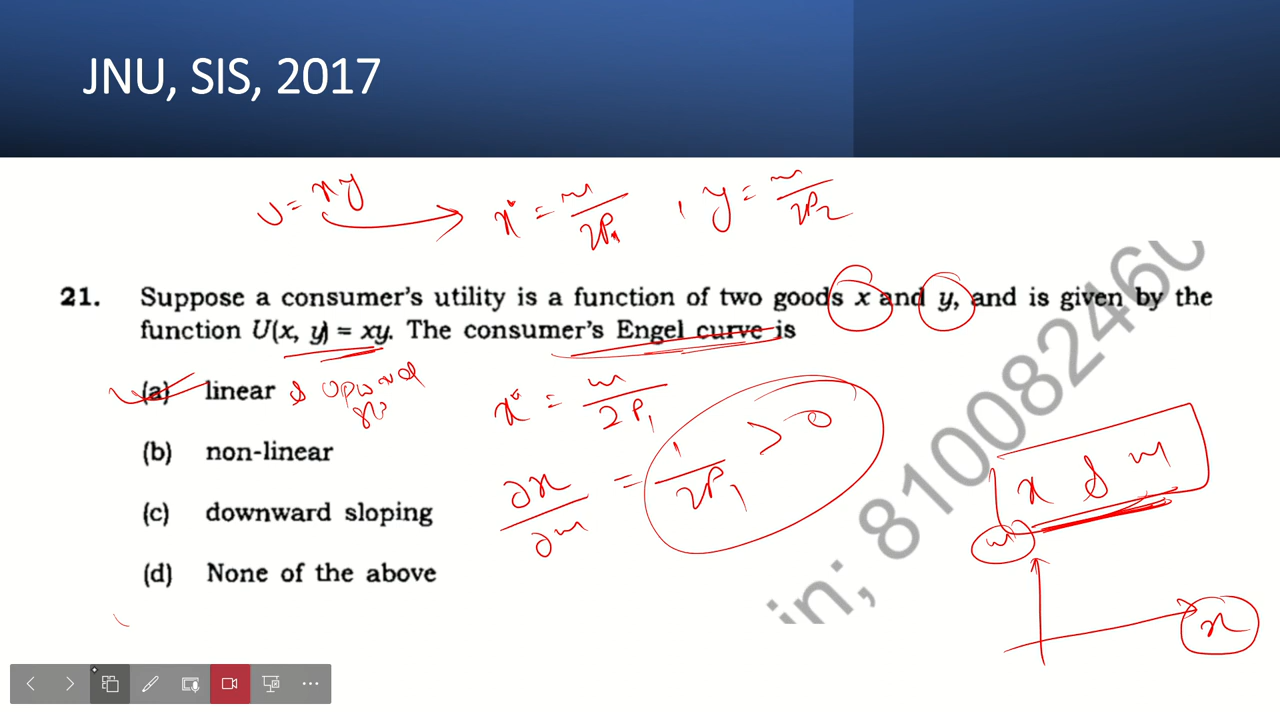 JNU, SIS, 2017
U = xy → x* = m/2P₁ , y = m/2P₂
21. Suppose a consumer's utility is a function of two goods x and y, and is given by the
function U(x, y) = xy. The consumer's Engel curve is
(a) linear & upward
x* = m/2P₁
∂x/∂m = 1/2P₁ > 0
(b) non-linear
x & m
(c) downward sloping
m
(d) None of the above
x
in; 810082460